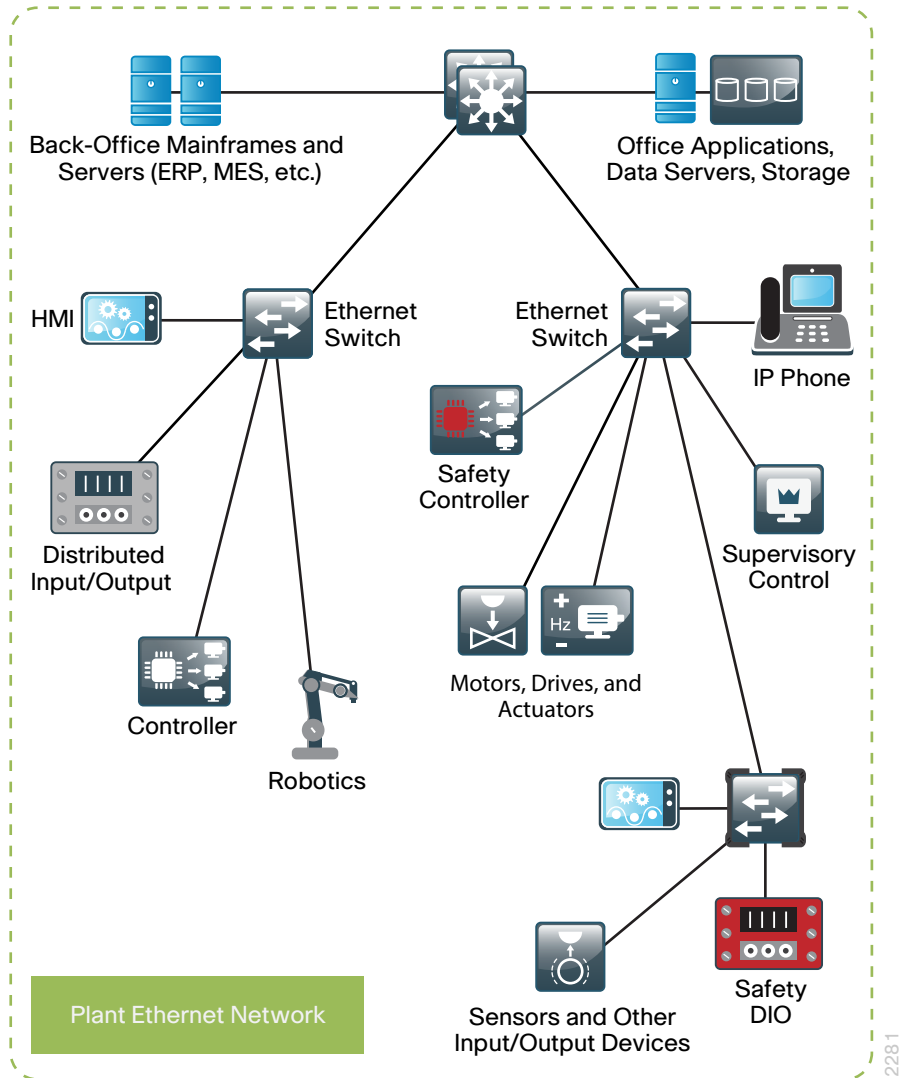 Back-Office Mainframes and
Servers (ERP, MES, etc.)
Office Applications,
Data Servers, Storage
HMI
Ethernet
Switch
Ethernet
Switch
IP Phone
Safety
Controller
Distributed
Input/Output
Supervisory
Control
+
Hz
−
Motors, Drives, and
Actuators
Controller
Robotics
Safety
DIO
Sensors and Other
Input/Output Devices
Plant Ethernet Network
2281